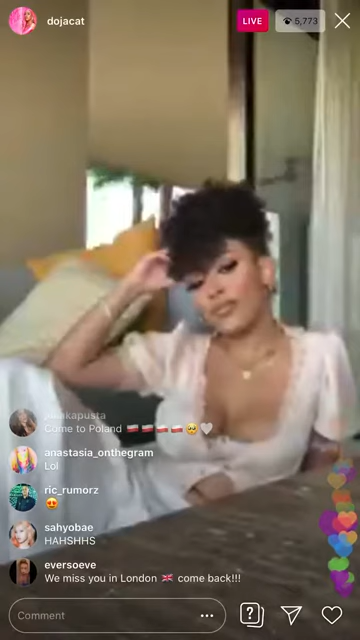 dojacat
LIVE
5,773
Come to Poland 🇵🇱🇵🇱🇵🇱🇵🇱🥺🤍
anastasia_onthegram
Lol
ric_rumorz
😍
sahyobae
HAHSHHS
eversoeve
We miss you in London 🇬🇧 come back!!!
Comment